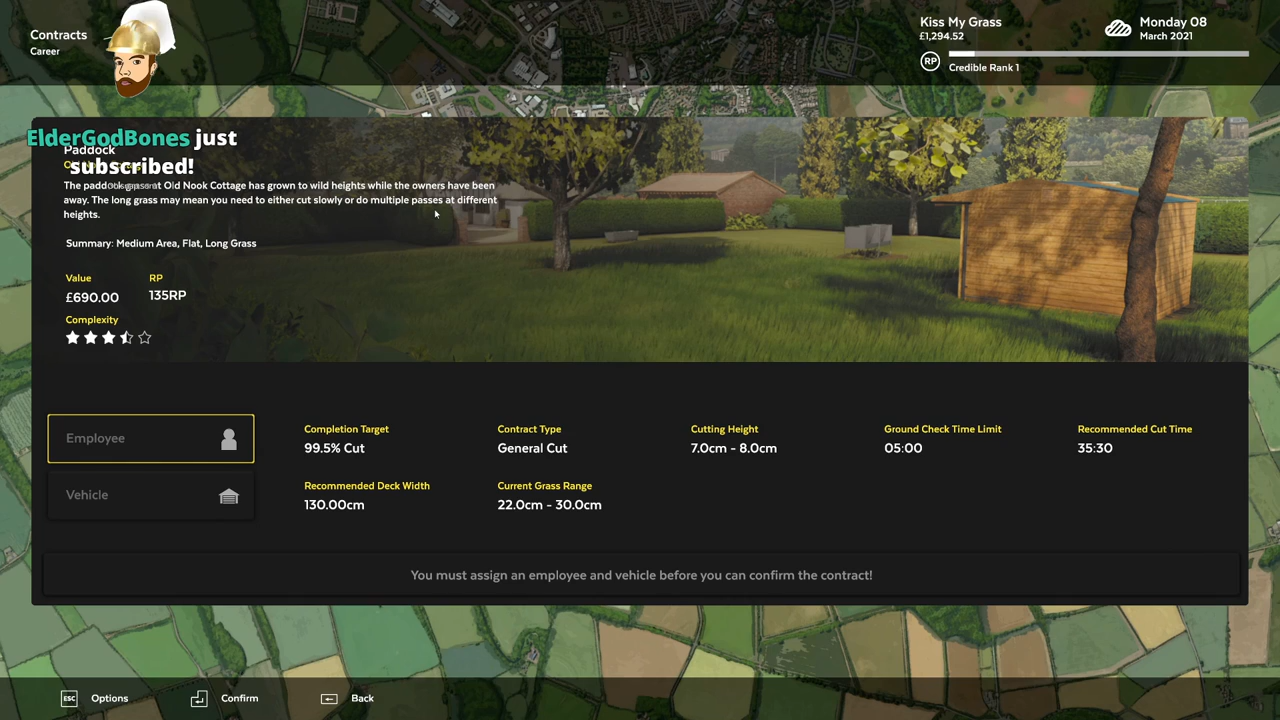 Contracts
Career
Kiss My Grass
£1,294.52
Monday 08
March 2021
RP
Credible Rank 1
ElderGodBones just
subscribed!
Paddock
The paddock grass at Old Nook Cottage has grown to wild heights while the owners have been
away. The long grass may mean you need to either cut slowly or do multiple passes at different
heights.
Summary: Medium Area, Flat, Long Grass
Value
RP
£690.00
135RP
Complexity
Employee
Vehicle
Completion Target
99.5% Cut
Contract Type
General Cut
Cutting Height
7.0cm - 8.0cm
Ground Check Time Limit
05:00
Recommended Cut Time
35:30
Recommended Deck Width
130.00cm
Current Grass Range
22.0cm - 30.0cm
You must assign an employee and vehicle before you can confirm the contract!
ESC Options
Confirm
Back